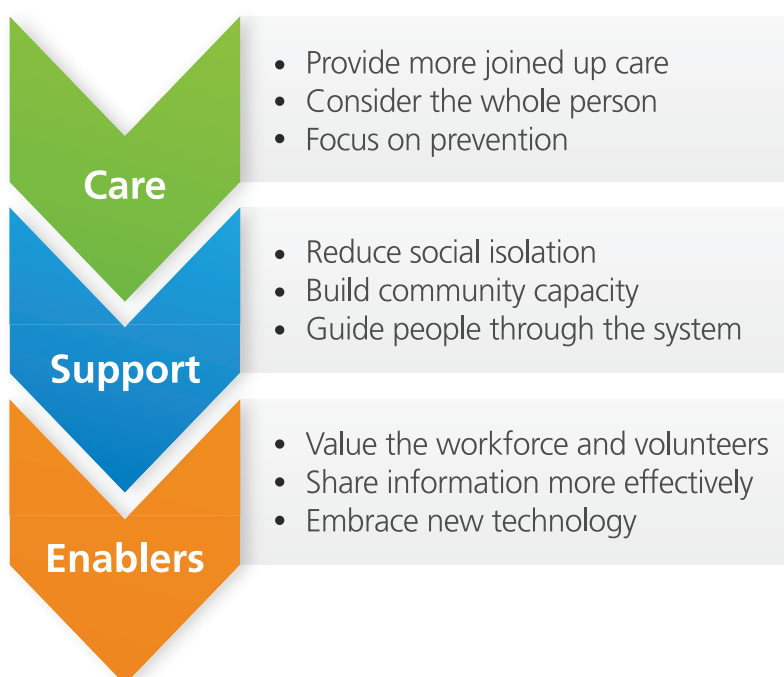 Care
• Provide more joined up care
• Consider the whole person
• Focus on prevention
Support
• Reduce social isolation
• Build community capacity
• Guide people through the system
Enablers
• Value the workforce and volunteers
• Share information more effectively
• Embrace new technology